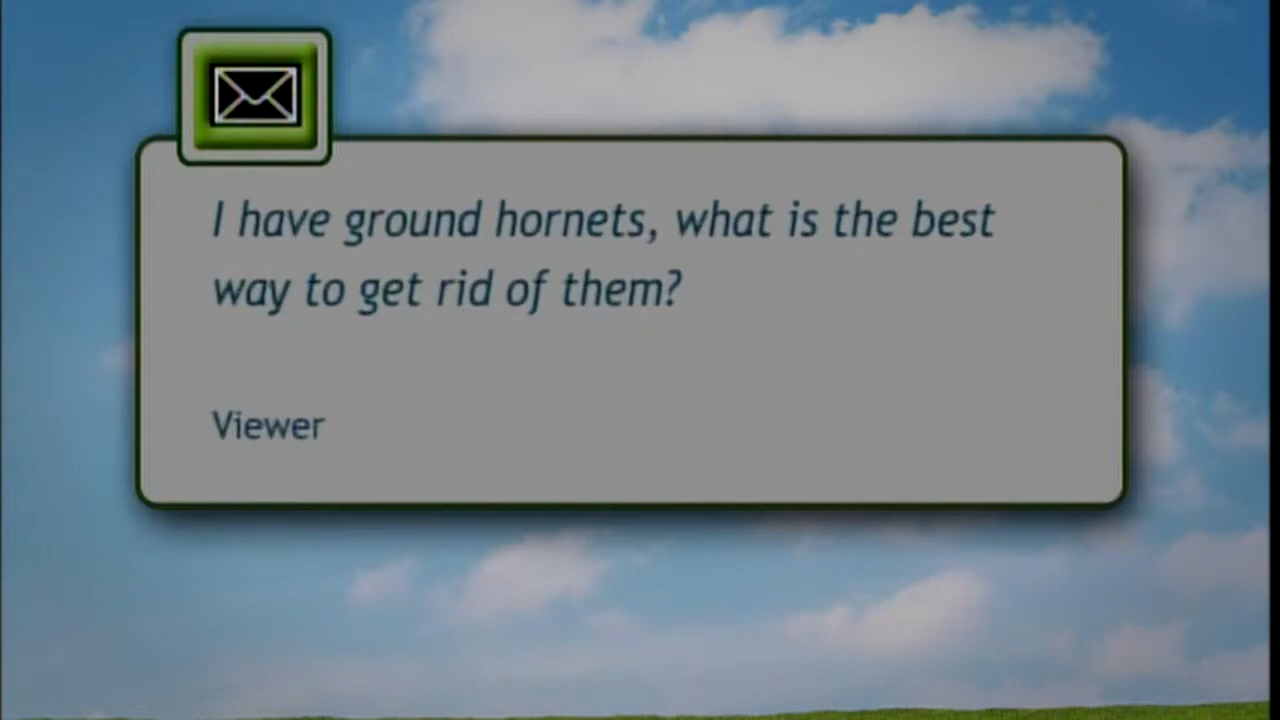 I have ground hornets, what is the best
way to get rid of them?
Viewer